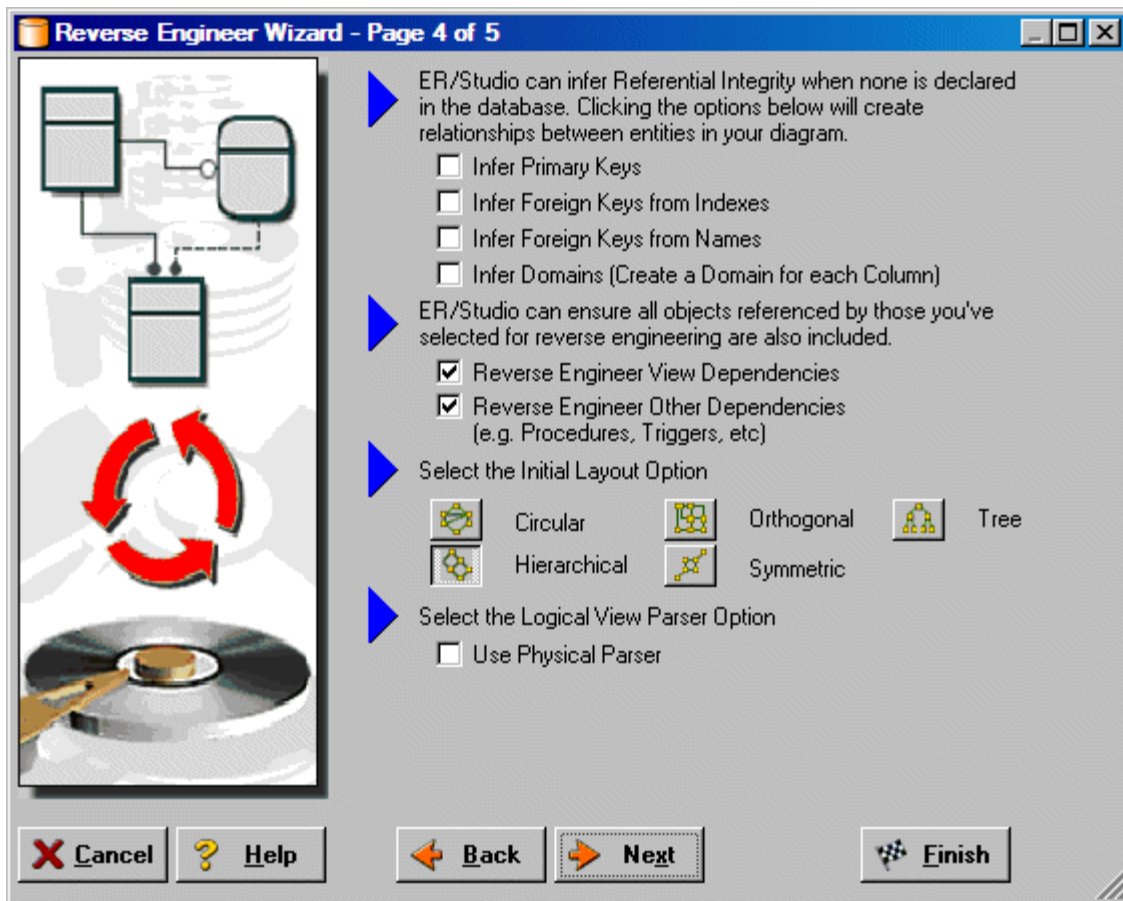 Reverse Engineer Wizard - Page 4 of 5
ER/Studio can infer Referential Integrity when none is declared
in the database. Clicking the options below will create
relationships between entities in your diagram.
Infer Primary Keys
Infer Foreign Keys from Indexes
Infer Foreign Keys from Names
Infer Domains (Create a Domain for each Column)
ER/Studio can ensure all objects referenced by those you've
selected for reverse engineering are also included.
Reverse Engineer View Dependencies
Reverse Engineer Other Dependencies
(e.g. Procedures, Triggers, etc)
Select the Initial Layout Option
Circular Orthogonal Tree
Hierarchical Symmetric
Select the Logical View Parser Option
Use Physical Parser
Cancel Help Back Next Finish